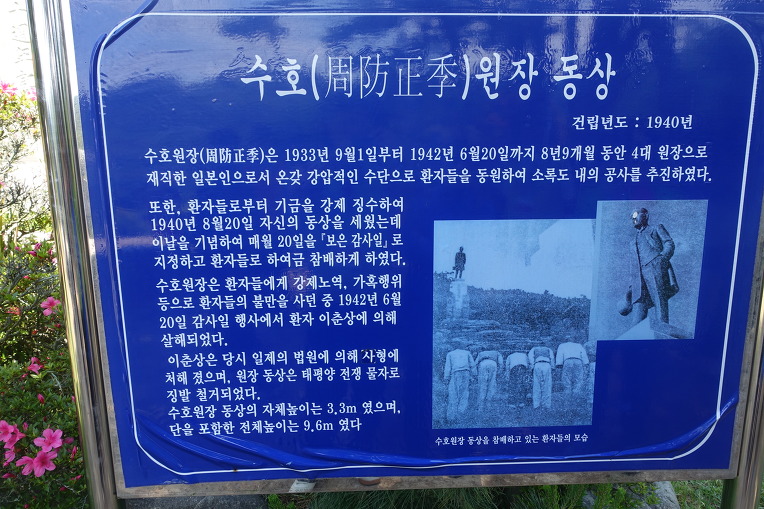 수호(周防正季)원장 동상
건립년도 : 1940년
수호원장(周防正季)은 1933년 9월1일부터 1942년 6월20일까지 8년9개월 동안 4대 원장으로
재직한 일본인으로서 온갖 강압적인 수단으로 환자들을 동원하여 소록도 내의 공사를 추진하였다.
또한, 환자들로부터 기금을 강제 징수하여
1940년 8월20일 자신의 동상을 세웠는데
이날을 기념하여 매월 20일을 「보은 감사일」로
지정하고 환자들로 하여금 참배하게 하였다.
수호원장은 환자들에게 강제노역, 가혹행위
등으로 환자들의 불만을 사던 중 1942년 6월
20일 감사일 행사에서 환자 이춘상에 의해
살해되었다.
이춘상은 당시 일제의 법원에 의해 사형에
처해 졌으며, 원장 동상은 태평양 전쟁 물자로
징발 철거되었다.
수호원장 동상의 자체높이는 3.3m 였으며,
단을 포함한 전체높이는 9.6m 였다
수호원장 동상을 참배하고 있는 환자들의 모습